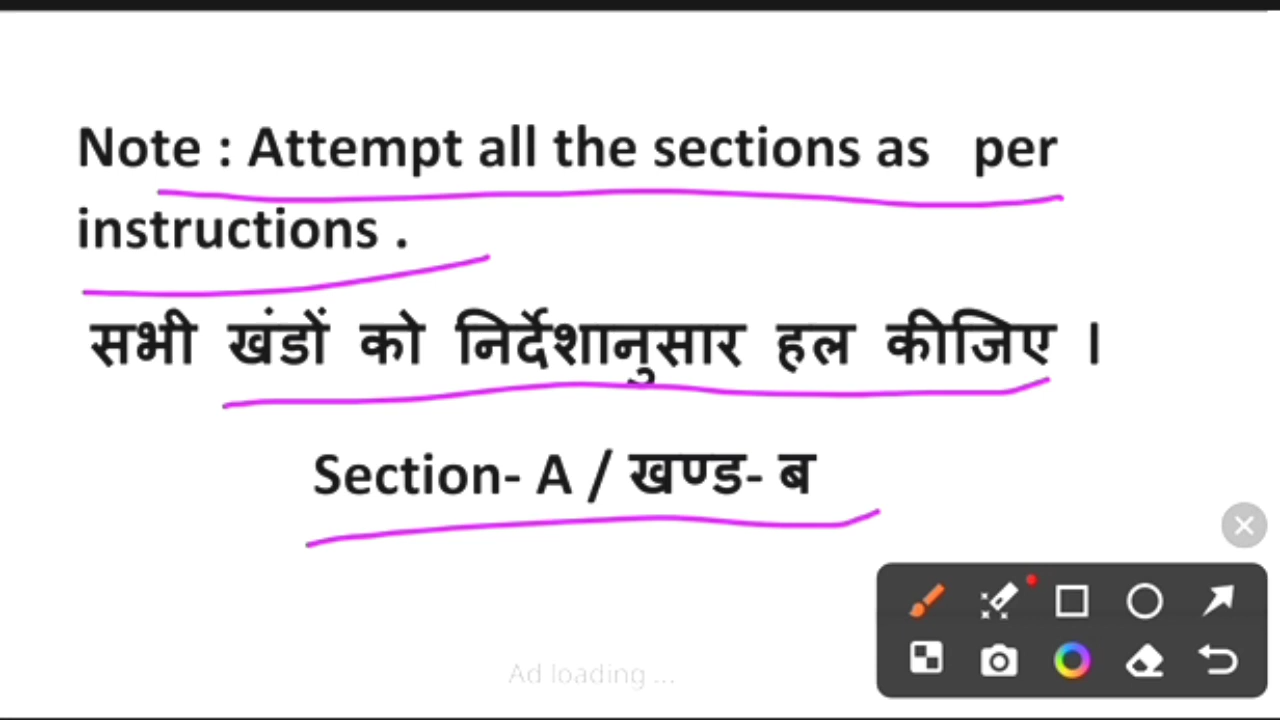 Note : Attempt all the sections as per
instructions .
सभी खंडों को निर्देशानुसार हल कीजिए ।
Section- A / खण्ड- ब
Ad loading ...